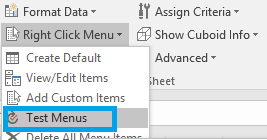 Format Data
Assign Criteria
Right Click Menu
Show Cuboid Info
Create Default
Advanced
View/Edit Items
Sheet
Add Custom Items
Test Menus
Delete All Menu Items